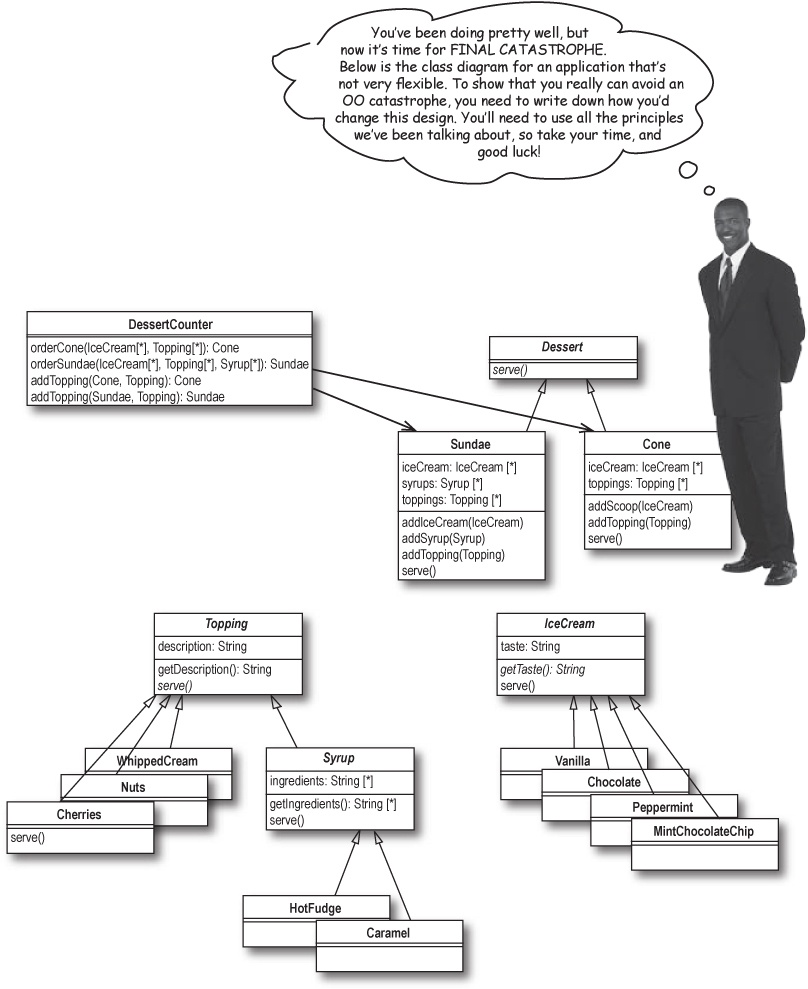 You've been doing pretty well, but
now it's time for FINAL CATASTROPHE.
Below is the class diagram for an application that's
not very flexible. To show that you really can avoid an
OO catastrophe, you need to write down how you'd
change this design. You'll need to use all the principles
we've been talking about, so take your time, and
good luck!
DessertCounter
orderCone(IceCream[*], Topping[*]): Cone
orderSundae(IceCream[*], Topping[*], Syrup[*]): Sundae
addTopping(Cone, Topping): Cone
addTopping(Sundae, Topping): Sundae
Dessert
serve()
Sundae
iceCream: IceCream [*]
syrups: Syrup [*]
toppings: Topping [*]
addIceCream(IceCream)
addSyrup(Syrup)
addTopping(Topping)
serve()
Cone
iceCream: IceCream [*]
toppings: Topping [*]
addScoop(IceCream)
addTopping(Topping)
serve()
Topping
description: String
getDescription(): String
serve()
WhippedCream
Nuts
Cherries
serve()
Syrup
ingredients: String [*]
getIngredients(): String [*]
serve()
HotFudge
Caramel
IceCream
taste: String
getTaste(): String
serve()
Vanilla
Chocolate
Peppermint
MintChocolateChip